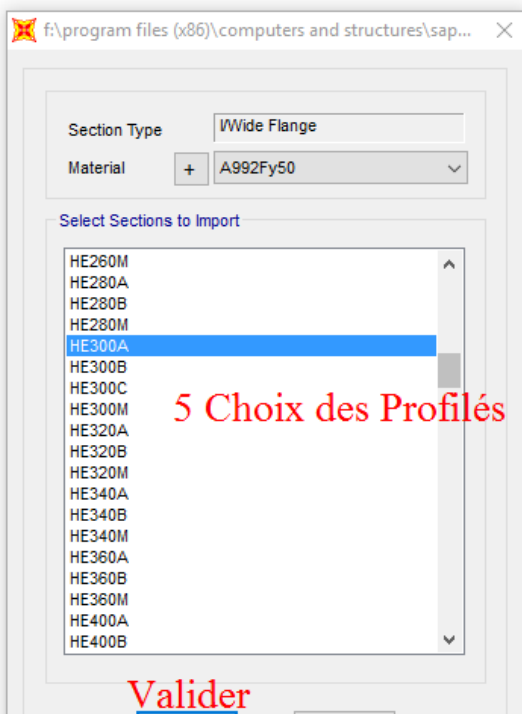 f:\program files (x86)\computers and structures\sap...
Section Type I/Wide Flange
Material + A992Fy50
Select Sections to Import
HE260M
HE280A
HE280B
HE280M
HE300A
HE300B
HE300C
HE300M
5 Choix des Profilés
HE320A
HE320B
HE320M
HE340A
HE340B
HE340M
HE360A
HE360B
HE360M
HE400A
HE400B
Valider